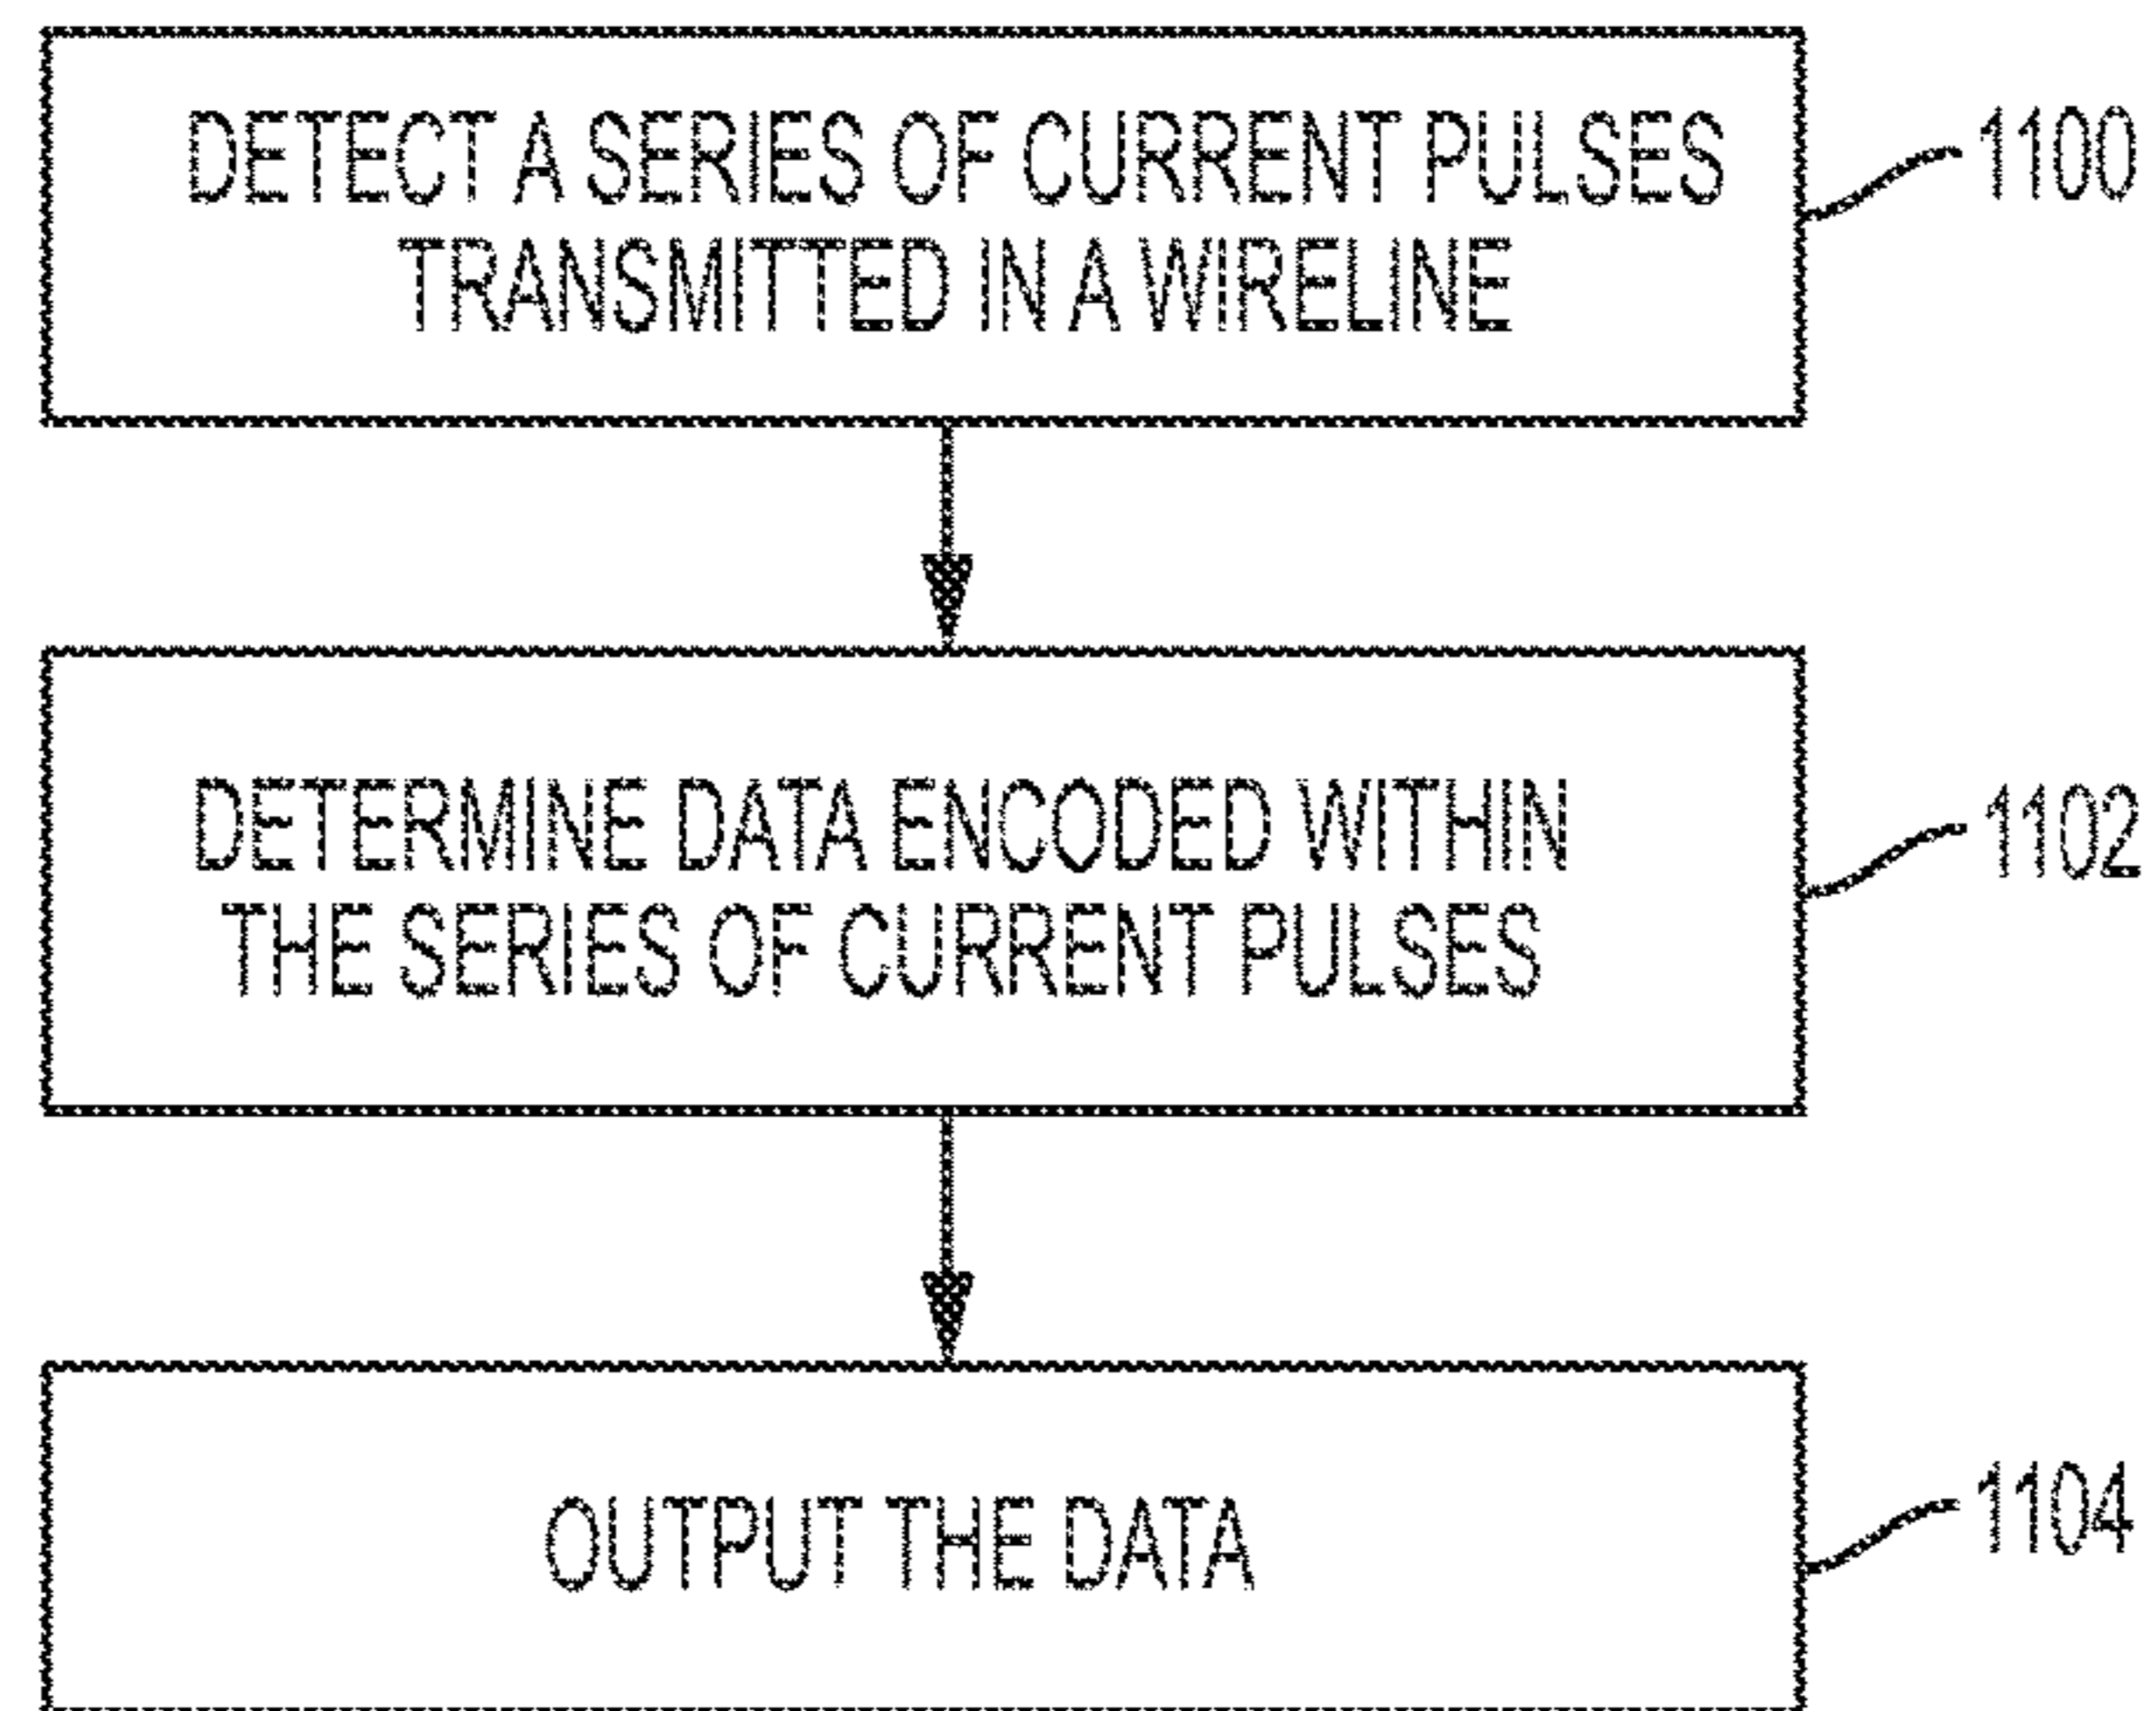 DETECT A SERIES OF CURRENT PULSES
TRANSMITTED IN A WIRELINE
1100
DETERMINE DATA ENCODED WITHIN
THE SERIES OF CURRENT PULSES
1102
OUTPUT THE DATA
1104